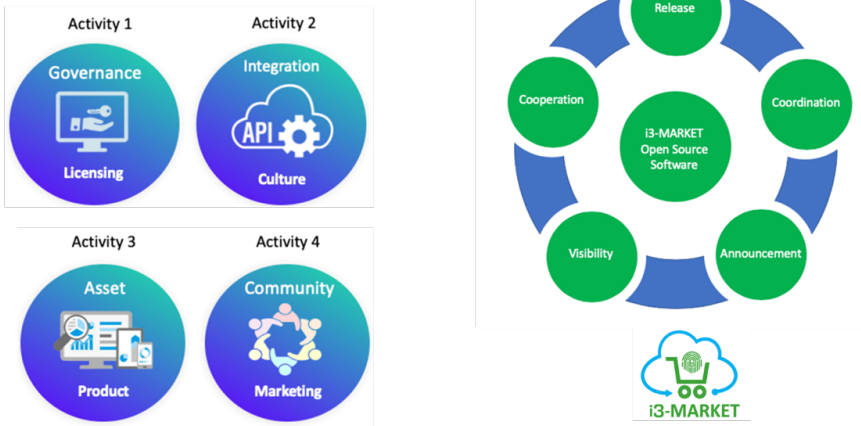 Activity 1
Activity 2
Governance
Licensing
Integration
API
Culture
Activity 3
Activity 4
Asset
Product
Community
Marketing
Release
Cooperation
Coordination
i3-MARKET
Open Source
Software
Visibility
Announcement
i3-MARKET